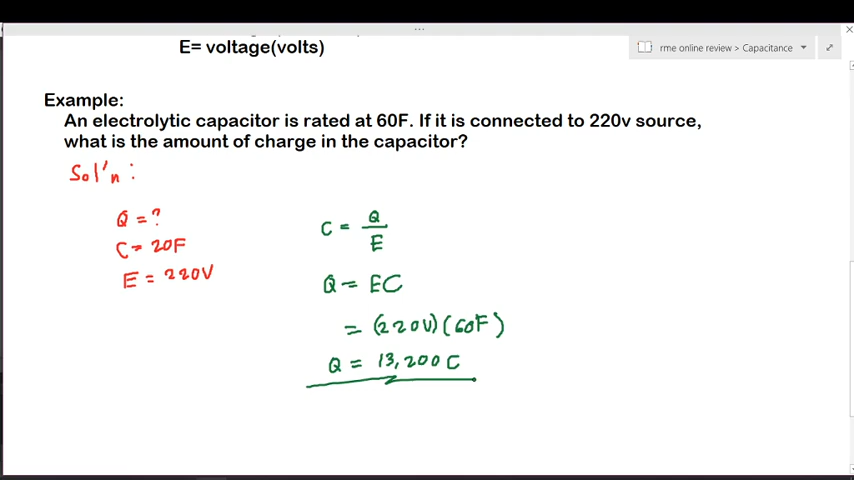 E= voltage(volts)
rme online review > Capacitance
Example:
An electrolytic capacitor is rated at 60F. If it is connected to 220v source,
what is the amount of charge in the capacitor?
Sol'n :
Q = ?
C = 20F
E = 220V
C = Q/E
Q = EC
= (220V)(60F)
Q = 13,200C